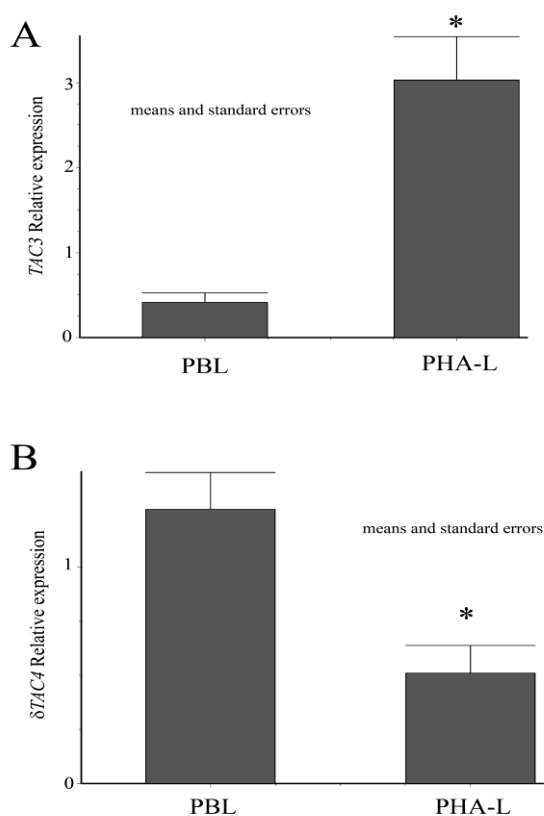 A
*
3
means and standard errors
2
TAC3 Relative expression
1
0
PBL PHA-L
B
means and standard errors
1
*
δTAC4 Relative expression
0
PBL PHA-L